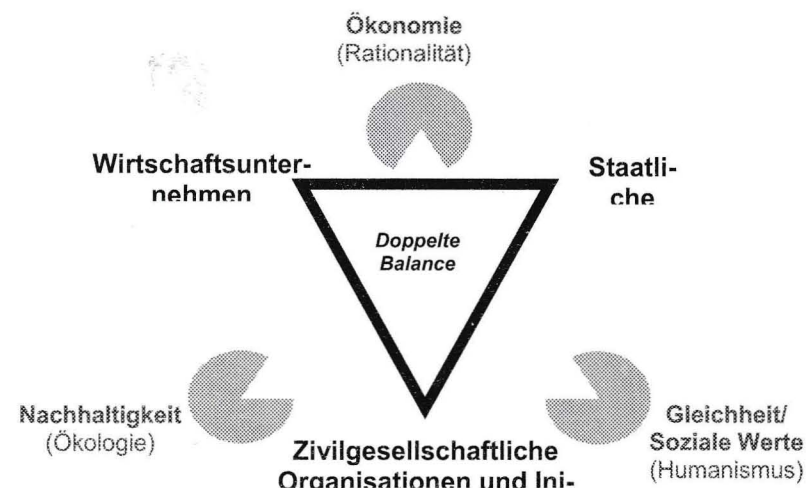 Ökonomie
(Rationalität)
Wirtschaftsunter-
nehmen
Staatli-
che
Doppelte
Balance
Nachhaltigkeit
(Ökologie)
Gleichheit/
Soziale Werte
(Humanismus)
Zivilgesellschaftliche
Organisationen und Ini-